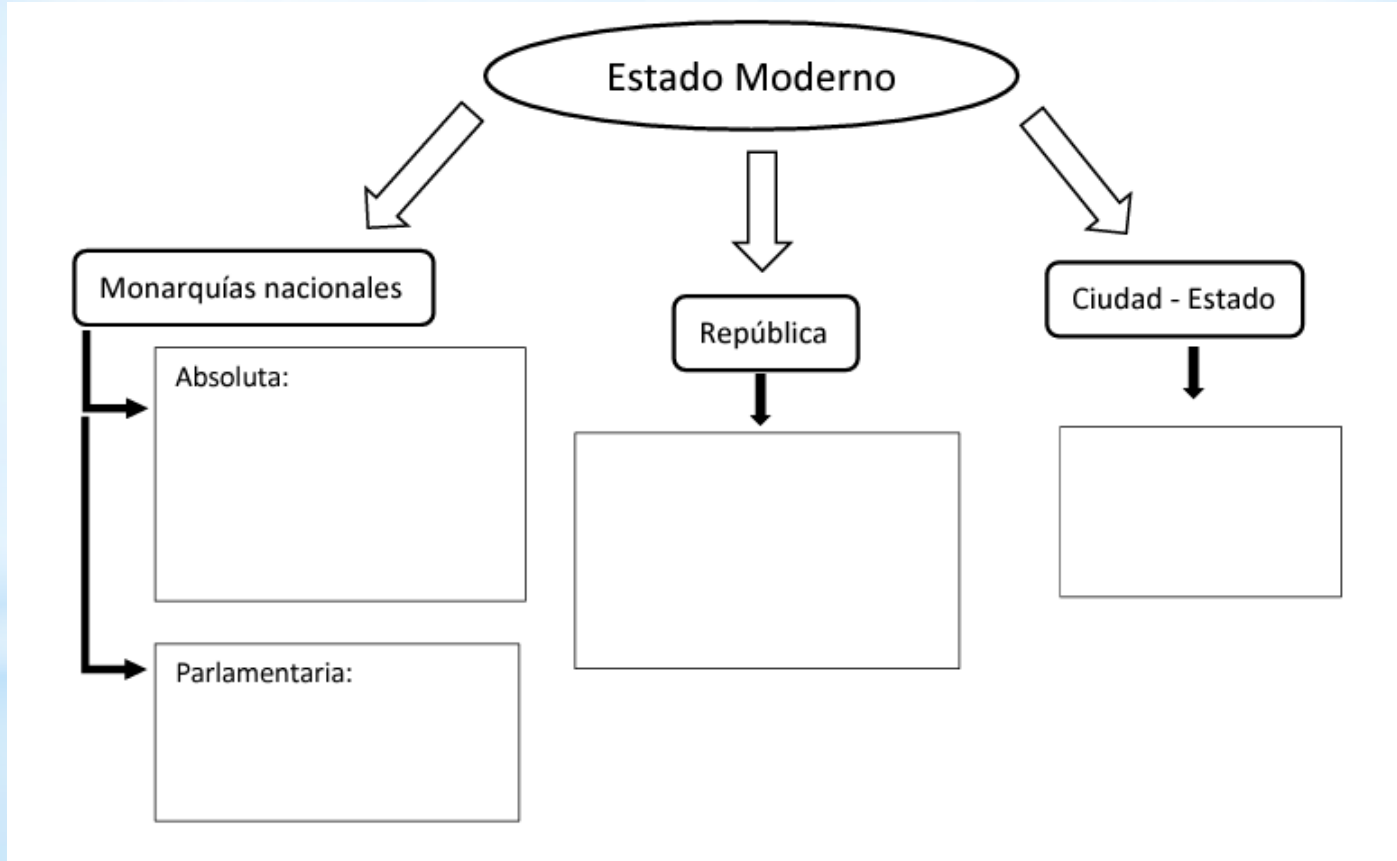 Estado Moderno
Monarquías nacionales
Absoluta:
Parlamentaria:
República
Ciudad - Estado